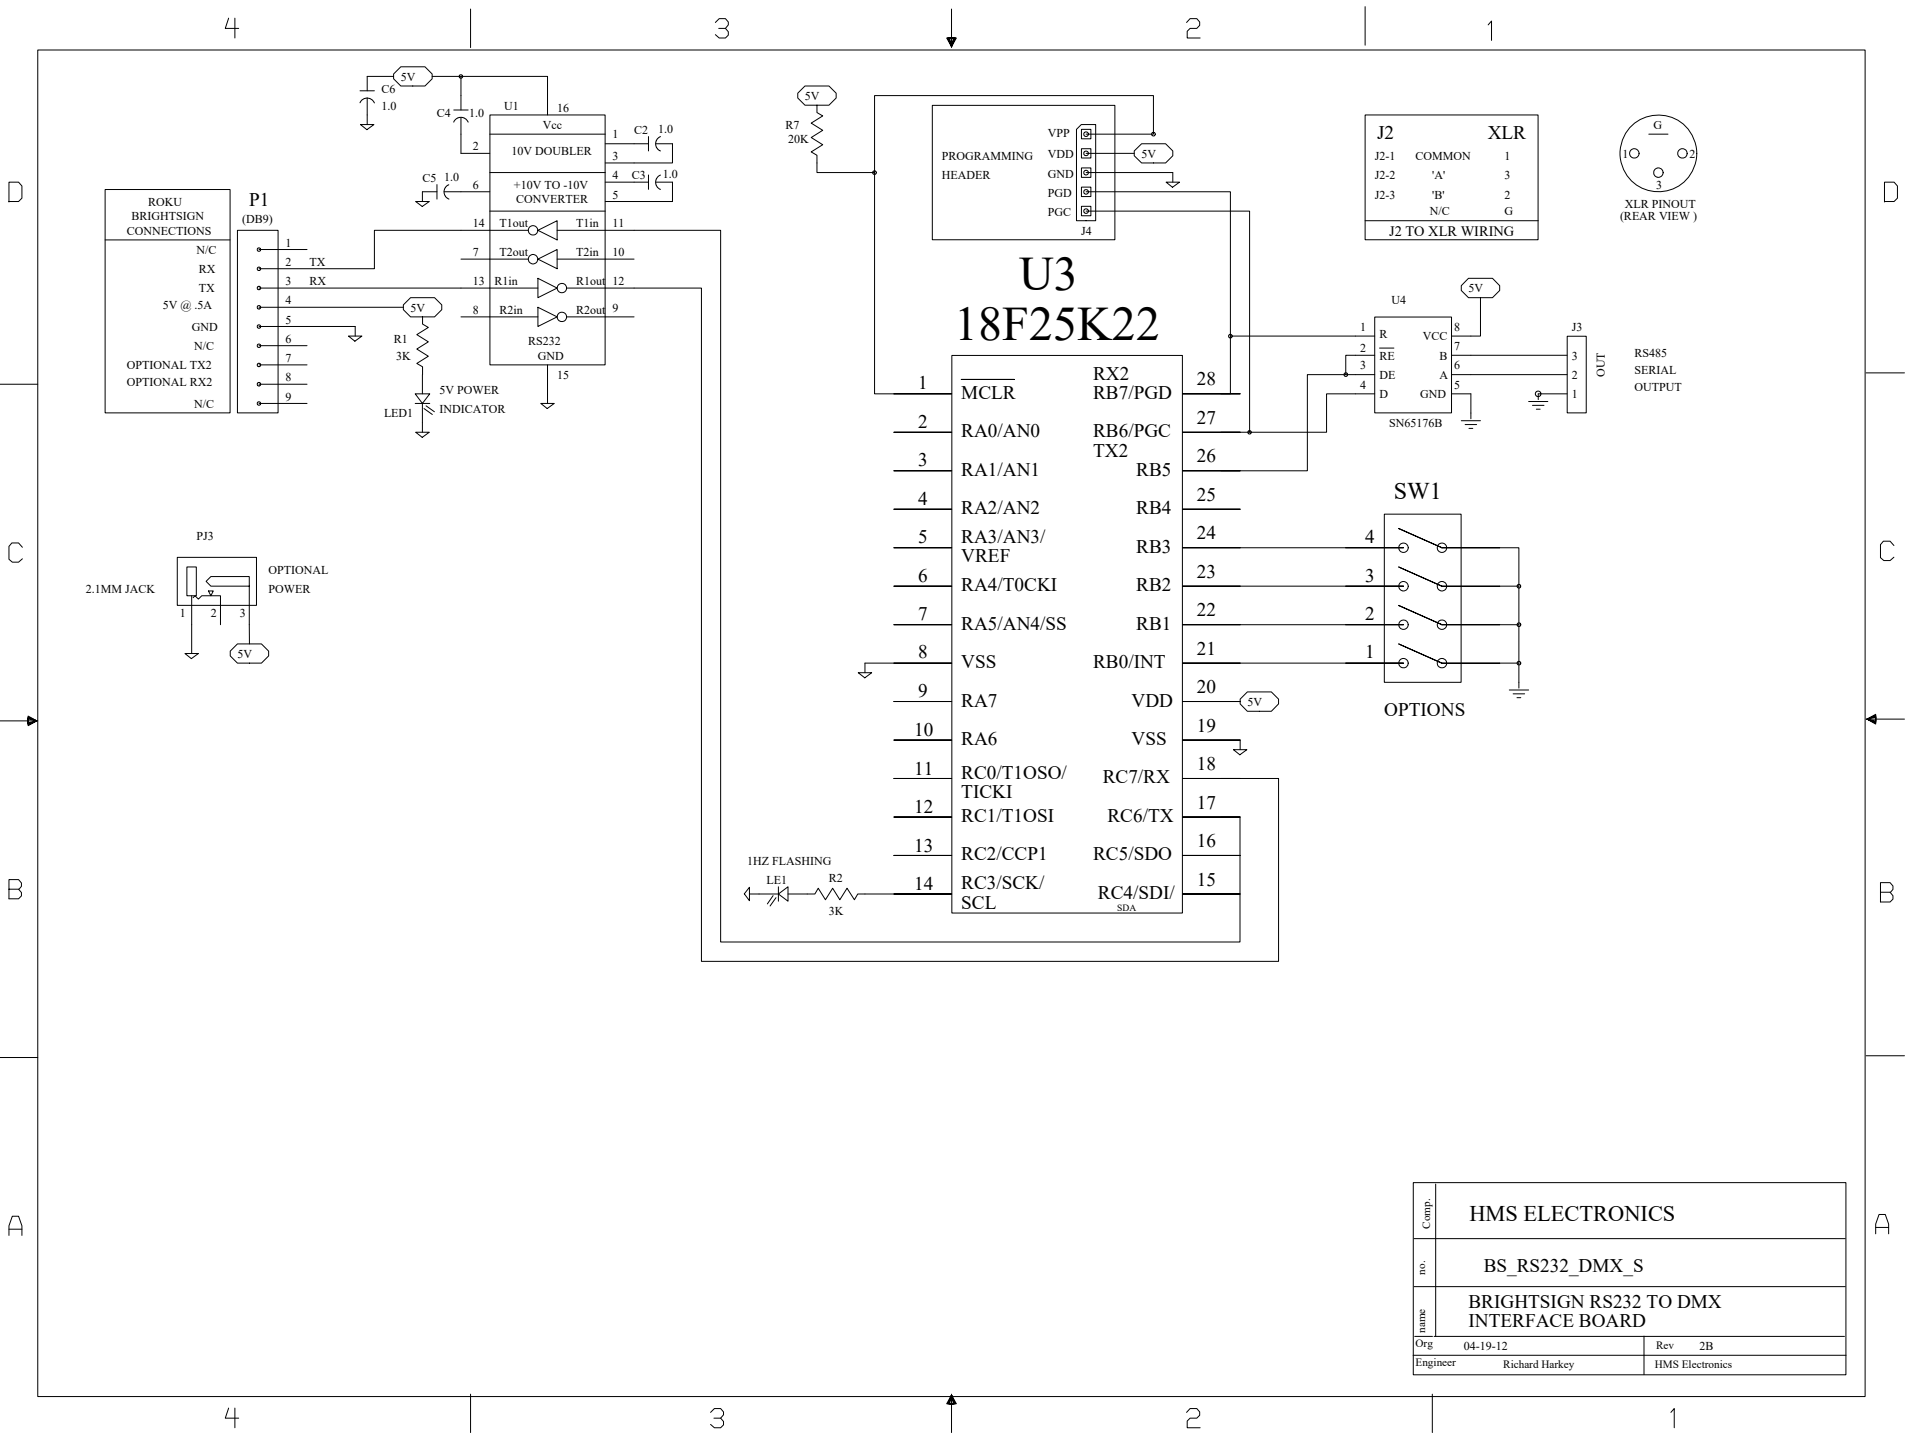 4
3
2
1
D
C
B
A
D
C
B
A
4
3
2
1
5V
C6
1.0
C4
1.0
U1
16
Vcc
10V DOUBLER
2
1
3
C2 1.0
+10V TO -10V
CONVERTER
C5 1.0
6
4
5
C3 1.0
14 T1out T1in 11
7 T2out T2in 10
13 R1in R1out 12
8 R2in R2out 9
RS232
GND
15
ROKU
BRIGHTSIGN
CONNECTIONS
P1
(DB9)
N/C 1
RX 2 TX
TX 3 RX
5V @ .5A 4
GND 5
N/C 6
OPTIONAL TX2 7
OPTIONAL RX2 8
N/C 9
5V
R1
3K
5V POWER
INDICATOR
LED1
PJ3
2.1MM JACK
OPTIONAL
POWER
1 2 3
5V
5V
R7
20K
PROGRAMMING
HEADER
VPP
VDD
GND
PGD
PGC
J4
5V
U3
18F25K22
1 MCLR
2 RA0/AN0
3 RA1/AN1
4 RA2/AN2
5 RA3/AN3/
VREF
6 RA4/T0CKI
7 RA5/AN4/SS
8 VSS
9 RA7
10 RA6
11 RC0/T1OSO/
TICKI
12 RC1/T1OSI
13 RC2/CCP1
14 RC3/SCK/
SCL
RX2
RB7/PGD 28
RB6/PGC 27
TX2
RB5 26
RB4 25
RB3 24
RB2 23
RB1 22
RB0/INT 21
VDD 20
5V
VSS 19
RC7/RX 18
RC6/TX 17
RC5/SDO 16
RC4/SDI/ 15
SDA
1HZ FLASHING
LE1
R2
3K
J2 XLR
J2-1 COMMON 1
J2-2 'A' 3
J2-3 'B' 2
N/C G
J2 TO XLR WIRING
G
1
2
3
XLR PINOUT
(REAR VIEW )
5V
U4
1 R VCC 8
2 RE B 7
3 DE A 6
4 D GND 5
SN65176B
J3
3
2
1
OUT
RS485
SERIAL
OUTPUT
SW1
4
3
2
1
OPTIONS
Comp. HMS ELECTRONICS
no. BS_RS232_DMX_S
name BRIGHTSIGN RS232 TO DMX
INTERFACE BOARD
Org 04-19-12 Rev 2B
Engineer Richard Harkey HMS Electronics